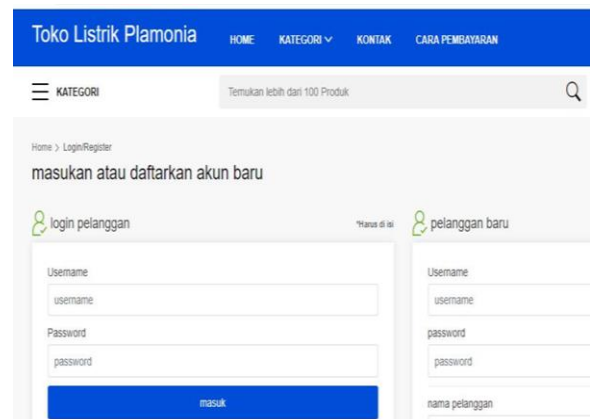 Toko Listrik Plamonia HOME KATEGORI KONTAK CARA PEMBAYARAN
KATEGORI Temukan lebih dari 100 Produk
Home > Login/Register
masukan atau daftarkan akun baru
login pelanggan *Harus di isi
Username
username
Password
password
masuk
pelanggan baru
Username
username
password
password
nama pelanggan